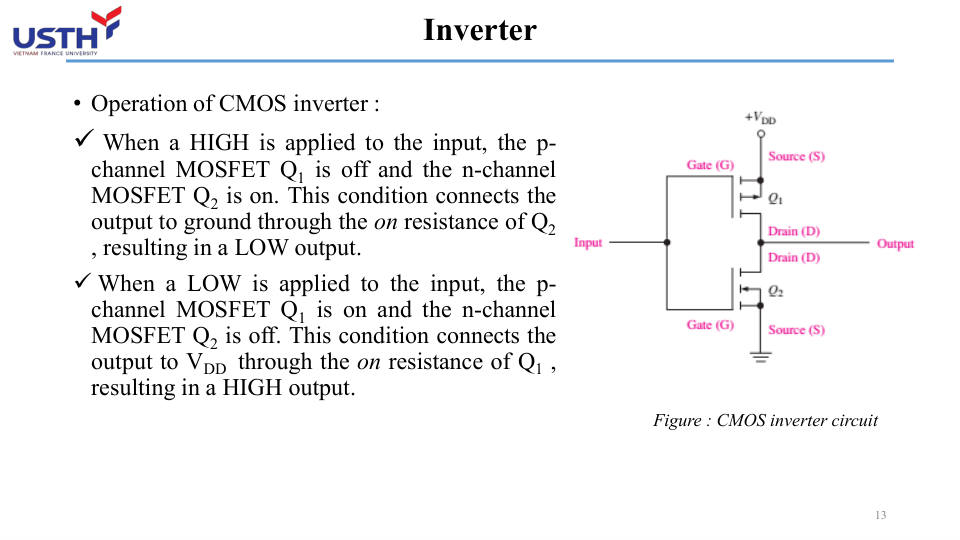 USTH
VIETNAM FRANCE UNIVERSITY
Inverter
• Operation of CMOS inverter :
✓ When a HIGH is applied to the input, the p-
channel MOSFET Q1 is off and the n-channel
MOSFET Q2 is on. This condition connects the
output to ground through the on resistance of Q2
, resulting in a LOW output.
✓ When a LOW is applied to the input, the p-
channel MOSFET Q1 is on and the n-channel
MOSFET Q2 is off. This condition connects the
output to VDD through the on resistance of Q1 ,
resulting in a HIGH output.
+VDD
Source (S)
Gate (G)
Q1
Drain (D)
Input
Output
Drain (D)
Q2
Gate (G)
Source (S)
Figure : CMOS inverter circuit
13